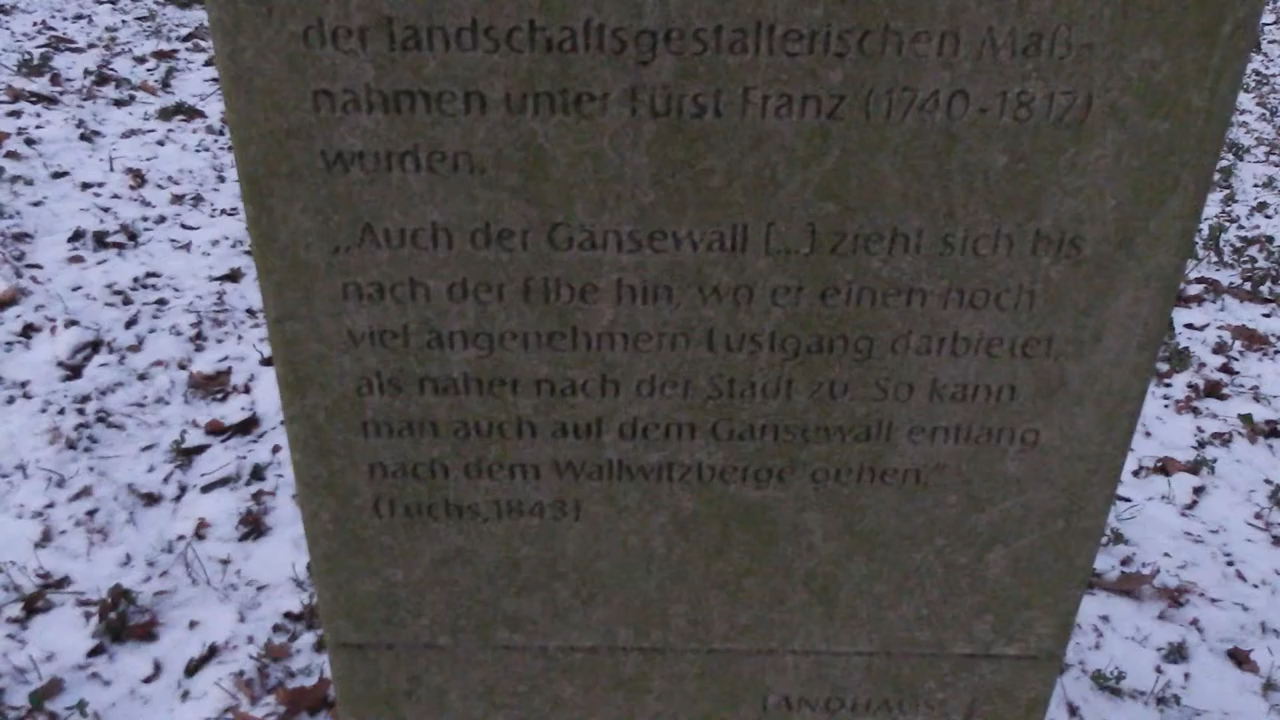 der landschaftsgestalterischen Maß-
nahmen unter Fürst Franz (1740-1817)
wurden.
„Auch der Gänsewall [...] zieht sich bis
nach der Elbe hin, wo er einen noch
viel angenehmern Lustgang darbietet,
als näher nach der Stadt zu. So kann
man auch auf dem Gänsewall entlang
nach dem Wallwitzberge gehen.“
(Fuchs,1843)
LANDHAUS